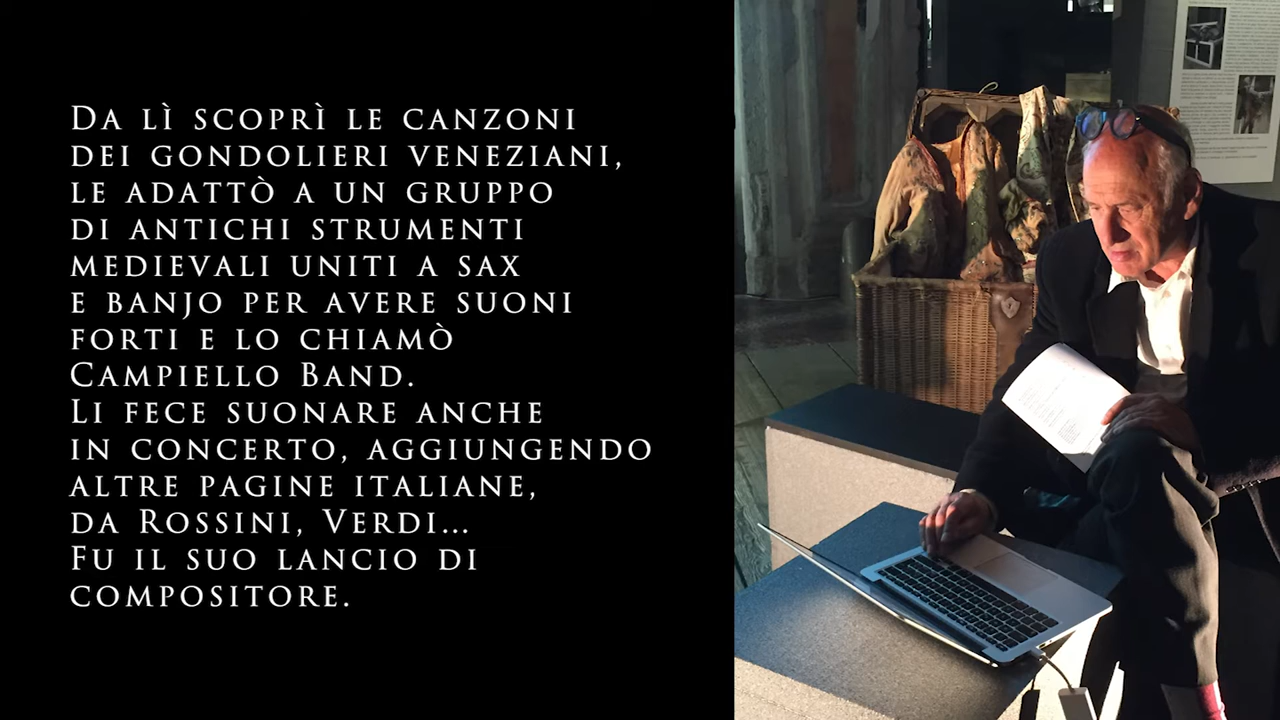 Da lì scoprì le canzoni
dei gondolieri veneziani,
le adattò a un gruppo
di antichi strumenti
medievali uniti a sax
e banjo per avere suoni
forti e lo chiamò
Campiello Band.
Li fece suonare anche
in concerto, aggiungendo
altre pagine italiane,
da Rossini, Verdi...
Fu il suo lancio di
compositore.